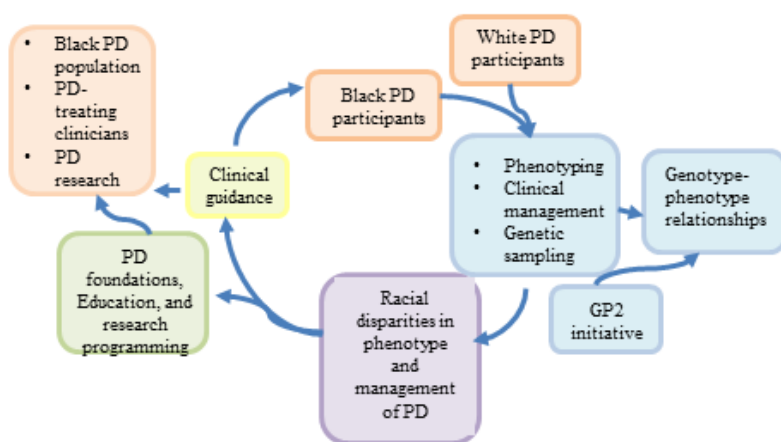 • Black PD
population
• PD-
treating
clinicians
• PD
research
White PD
participants
Black PD
participants
Clinical
guidance
• Phenotyping
• Clinical
management
• Genetic
sampling
Genotype-
phenotype
relationships
PD
foundations,
Education, and
research
programming
Racial
disparities in
phenotype
and
management
of PD
GP2
initiative